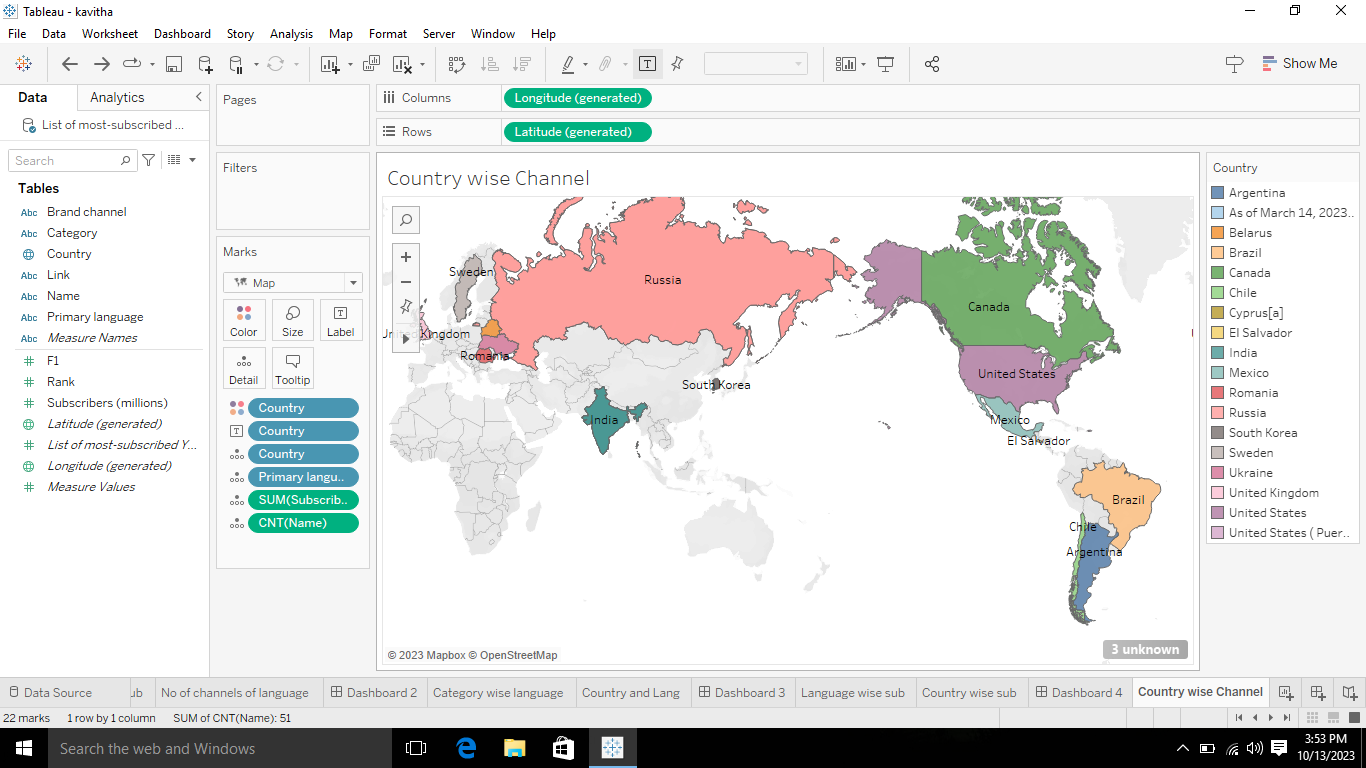 Tableau - kavitha
File Data Worksheet Dashboard Story Analysis Map Format Server Window Help
Show Me
Data Analytics
List of most-subscribed ...
Search
Tables
Abc Brand channel
Abc Category
Country
Abc Link
Abc Name
Abc Primary language
Abc Measure Names
F1
Rank
Subscribers (millions)
Latitude (generated)
List of most-subscribed Y...
Longitude (generated)
Measure Values
Pages
Filters
Marks
Map
Color Size Label
Detail Tooltip
Country
Country
Country
Primary langu..
SUM(Subscrib..
CNT(Name)
Columns Longitude (generated)
Rows Latitude (generated)
Country wise Channel
Sweden
Russia
Canada
Kingdom
Romania
United States
South Korea
India
Mexico
El Salvador
Brazil
Chile
Argentina
© 2023 Mapbox © OpenStreetMap
3 unknown
Country
Argentina
As of March 14, 2023..
Belarus
Brazil
Canada
Chile
Cyprus[a]
El Salvador
India
Mexico
Romania
Russia
South Korea
Sweden
Ukraine
United Kingdom
United States
United States ( Puer..
Data Source ub No of channels of language Dashboard 2 Category wise language Country and Lang Dashboard 3 Language wise sub Country wise sub Dashboard 4 Country wise Channel
22 marks 1 row by 1 column SUM of CNT(Name): 51
Search the web and Windows
3:53 PM
10/13/2023